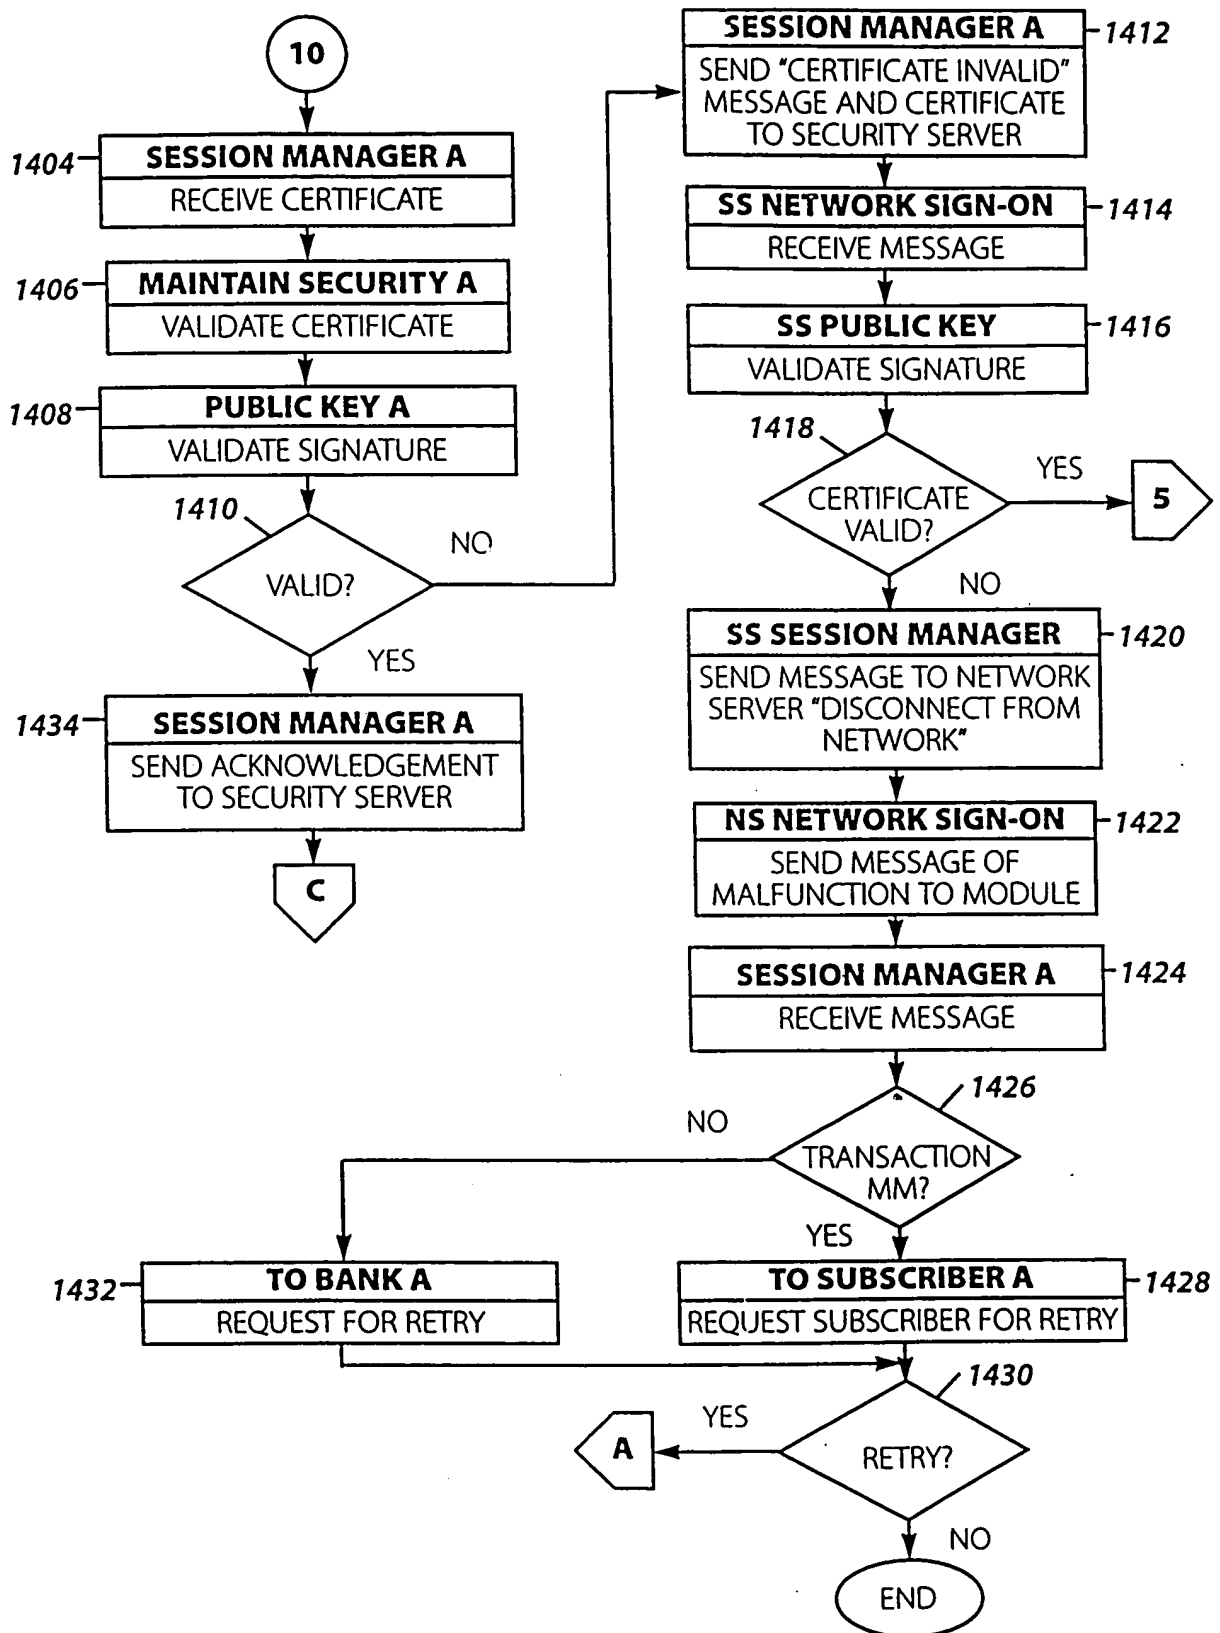 10
1404
SESSION MANAGER A
RECEIVE CERTIFICATE
1406
MAINTAIN SECURITY A
VALIDATE CERTIFICATE
1408
PUBLIC KEY A
VALIDATE SIGNATURE
1410
VALID?
NO
YES
1434
SESSION MANAGER A
SEND ACKNOWLEDGEMENT
TO SECURITY SERVER
C
SESSION MANAGER A
1412
SEND "CERTIFICATE INVALID"
MESSAGE AND CERTIFICATE
TO SECURITY SERVER
SS NETWORK SIGN-ON
1414
RECEIVE MESSAGE
SS PUBLIC KEY
1416
VALIDATE SIGNATURE
1418
CERTIFICATE
VALID?
YES
5
NO
SS SESSION MANAGER
1420
SEND MESSAGE TO NETWORK
SERVER "DISCONNECT FROM
NETWORK"
NS NETWORK SIGN-ON
1422
SEND MESSAGE OF
MALFUNCTION TO MODULE
SESSION MANAGER A
1424
RECEIVE MESSAGE
1426
TRANSACTION
MM?
NO
YES
1432
TO BANK A
REQUEST FOR RETRY
TO SUBSCRIBER A
1428
REQUEST SUBSCRIBER FOR RETRY
1430
RETRY?
YES
A
NO
END